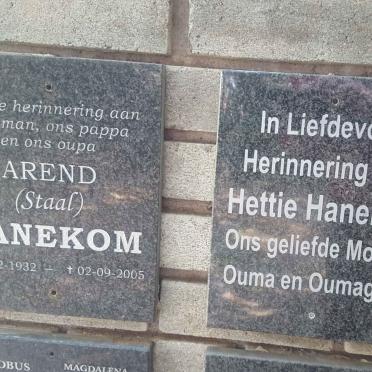 e herinnering aan
man, ons pappa
en ons oupa
AREND
(Staal)
ANEKOM
2-1932 – † 02-09-2005
In Liefdevo
Herinnering
Hettie Hane
Ons geliefde Mo
Ouma en Oumag
OBUS
MAGDALENA